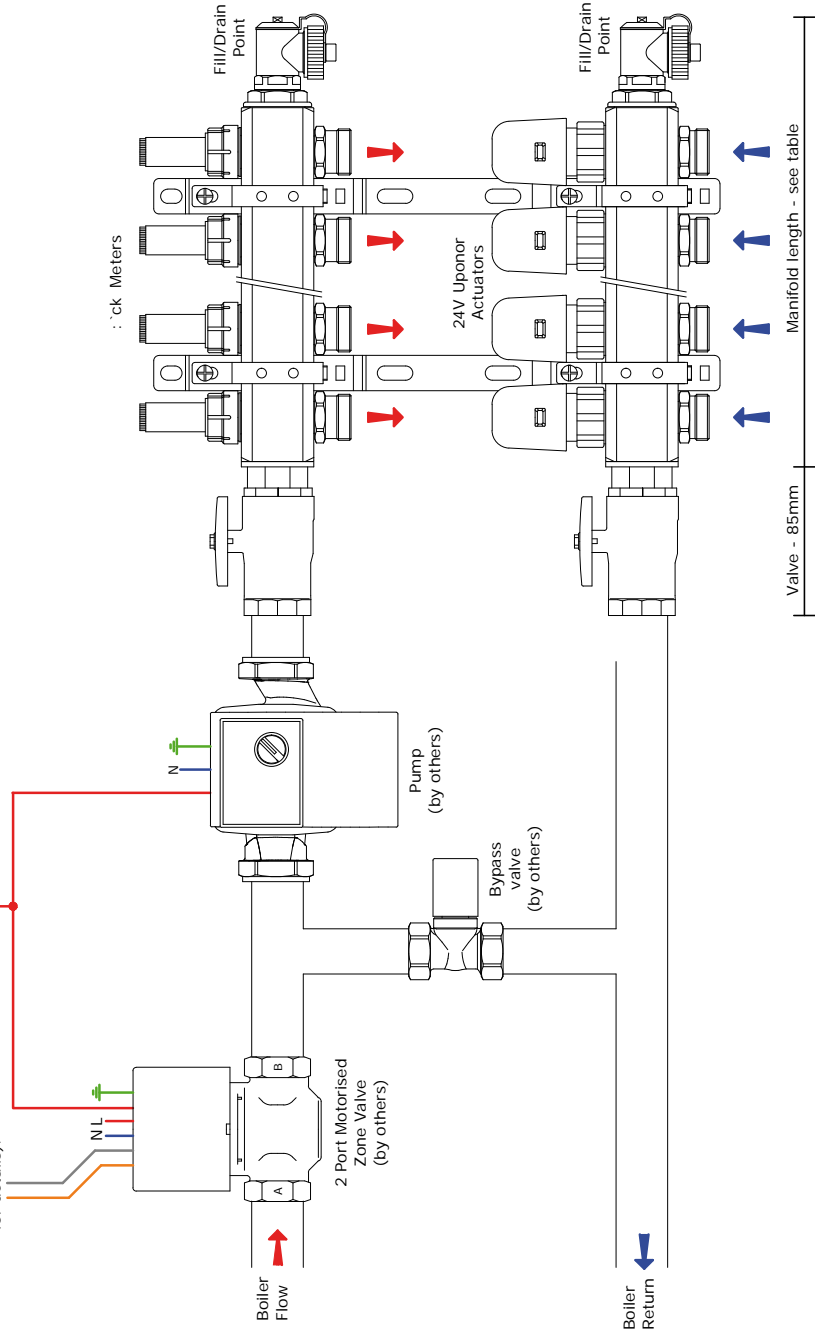 Fill/Drain
Point
Fill/Drain
Point
Meters
24V Uponor
Actuators
Manifold length - see table
Valve - 85mm
N
Pump
(by others)
Bypass
valve
(by others)
N L
A
B
2 Port Motorised
Zone Valve
(by others)
Boiler
Flow
Boiler
Return